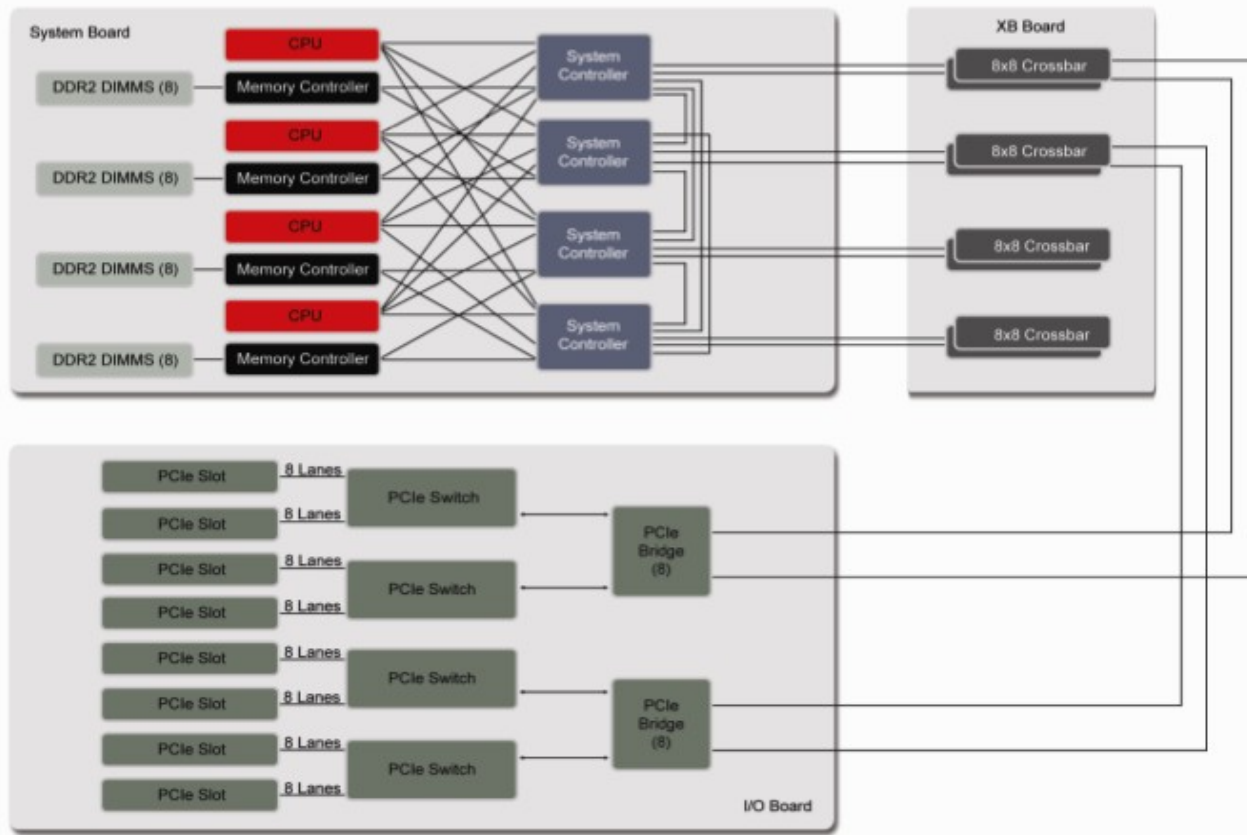 System Board
CPU
DDR2 DIMMS (8)
Memory Controller
CPU
DDR2 DIMMS (8)
Memory Controller
CPU
DDR2 DIMMS (8)
Memory Controller
CPU
DDR2 DIMMS (8)
Memory Controller
System
Controller
System
Controller
System
Controller
System
Controller
XB Board
8x8 Crossbar
8x8 Crossbar
8x8 Crossbar
8x8 Crossbar
PCIe Slot
8 Lanes
PCIe Slot
8 Lanes
PCIe Slot
8 Lanes
PCIe Slot
8 Lanes
PCIe Slot
8 Lanes
PCIe Slot
8 Lanes
PCIe Slot
8 Lanes
PCIe Slot
8 Lanes
PCIe Switch
PCIe Switch
PCIe Switch
PCIe Switch
PCIe
Bridge
(8)
PCIe
Bridge
(8)
I/O Board